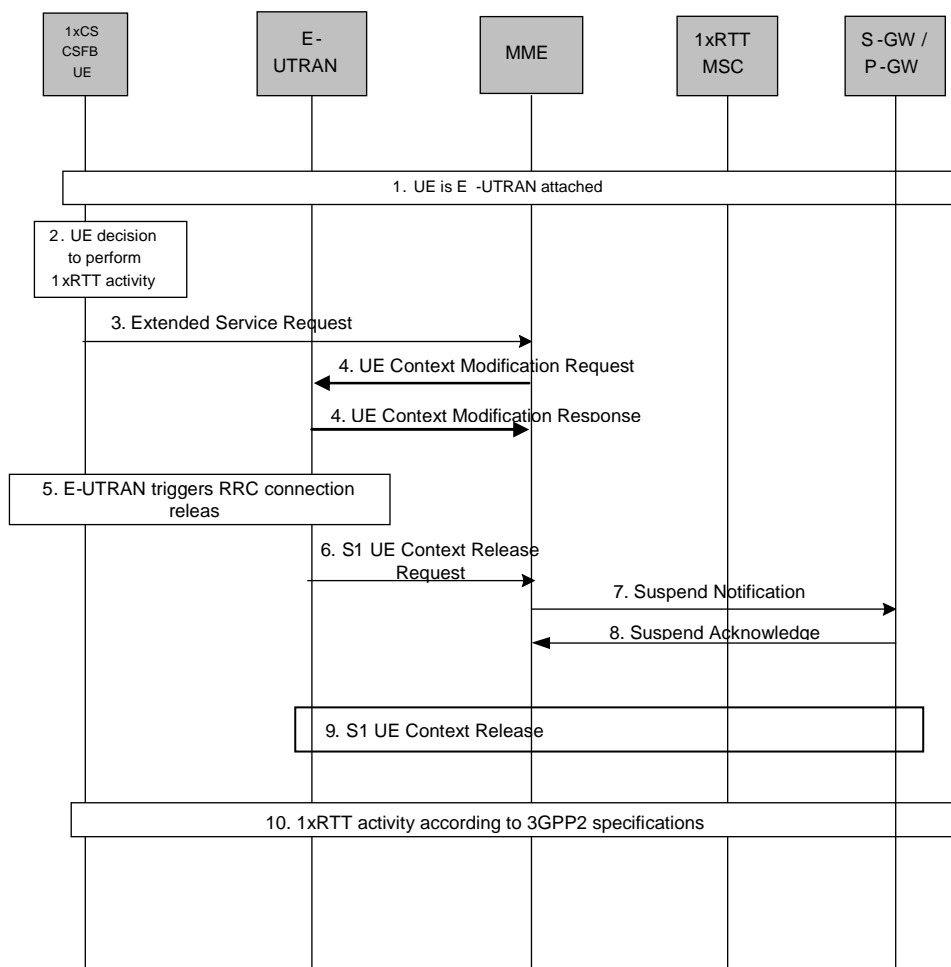 1xCS
CSFB
UE
E-
UTRAN
MME
1xRTT
MSC
S-GW /
P-GW
1. UE is E -UTRAN attached
2. UE decision
to perform
1xRTT activity
3. Extended Service Request
4. UE Context Modification Request
4. UE Context Modification Response
5. E-UTRAN triggers RRC connection
releas
6. S1 UE Context Release
Request
7. Suspend Notification
8. Suspend Acknowledge
9. S1 UE Context Release
10. 1xRTT activity according to 3GPP2 specifications